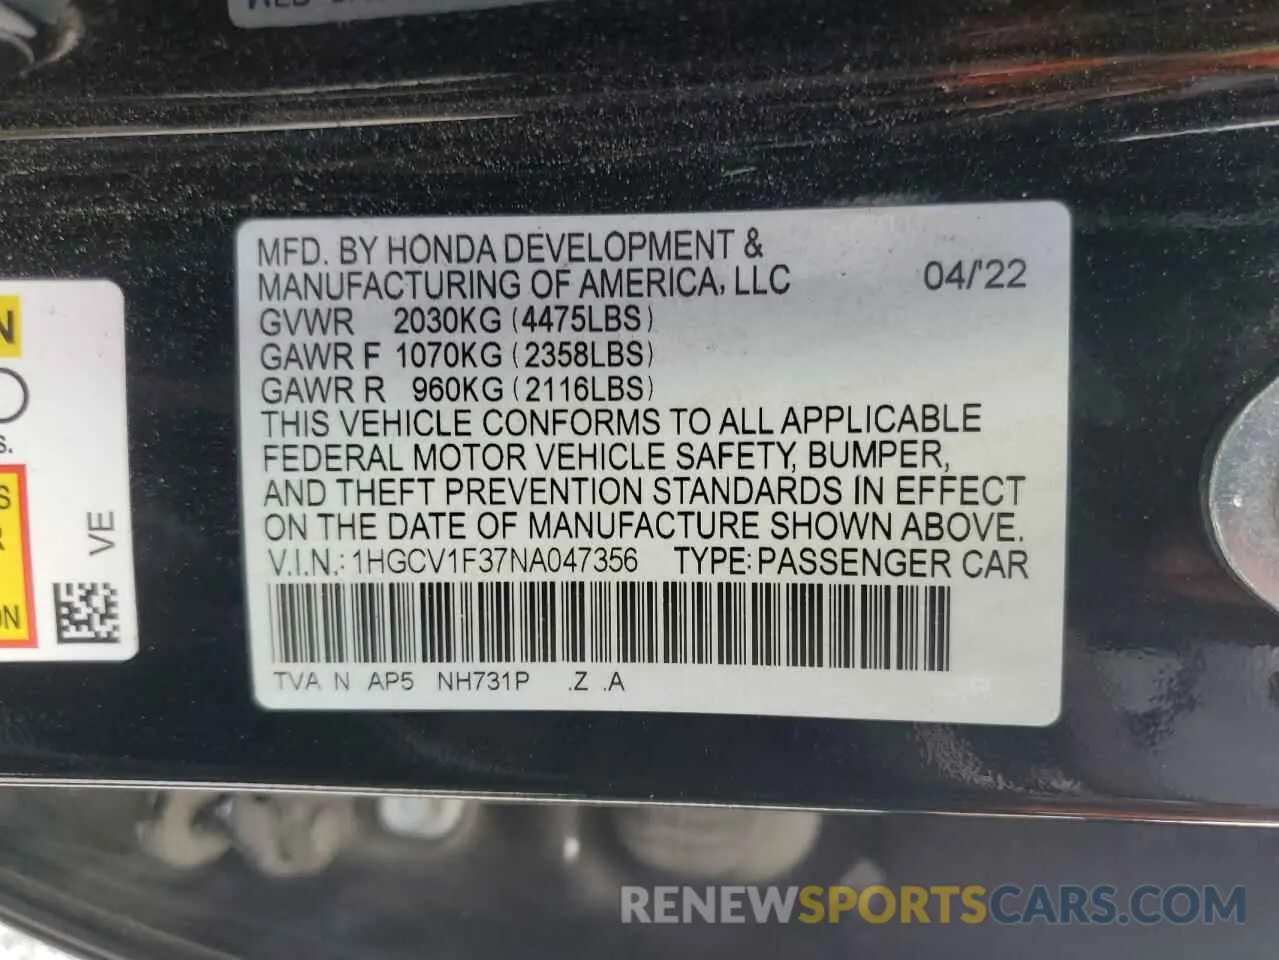 MFD. BY HONDA DEVELOPMENT &
MANUFACTURING OF AMERICA, LLC 04/'22
GVWR 2030KG (4475LBS)
GAWR F 1070KG (2358LBS)
GAWR R 960KG (2116LBS)
THIS VEHICLE CONFORMS TO ALL APPLICABLE
FEDERAL MOTOR VEHICLE SAFETY, BUMPER,
AND THEFT PREVENTION STANDARDS IN EFFECT
ON THE DATE OF MANUFACTURE SHOWN ABOVE.
V.I.N.: 1HGCV1F37NA047356 TYPE: PASSENGER CAR
TVA N AP5 NH731P .Z .A
VE
RENEWSPORTSCARS.COM